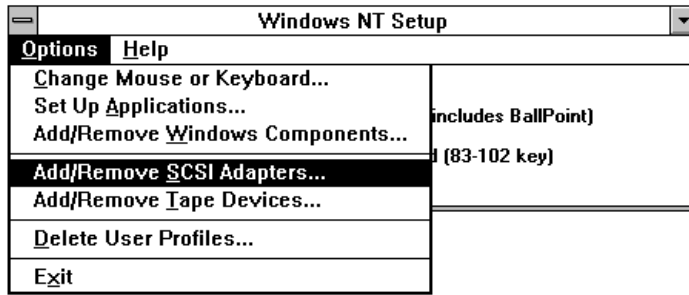 Windows NT Setup
Options Help
Change Mouse or Keyboard...
Set Up Applications...
includes BallPoint)
Add/Remove Windows Components...
(83-102 key)
Add/Remove SCSI Adapters...
Add/Remove Tape Devices...
Delete User Profiles...
Exit